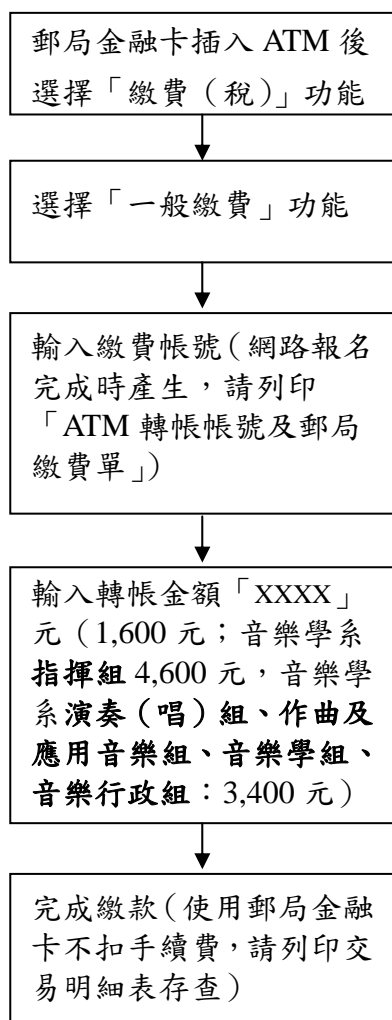 郵局金融卡插入 ATM 後
選擇「繳費（稅）」功能
選擇「一般繳費」功能
輸入繳費帳號（網路報名
完成時產生，請列印
「ATM 轉帳帳號及郵局
繳費單」）
輸入轉帳金額「XXXX」
元（1,600 元；音樂學系
指揮組 4,600 元，音樂學
系演奏（唱）組、作曲及
應用音樂組、音樂學組、
音樂行政組：3,400 元）
完成繳款（使用郵局金融
卡不扣手續費，請列印交
易明細表存查）